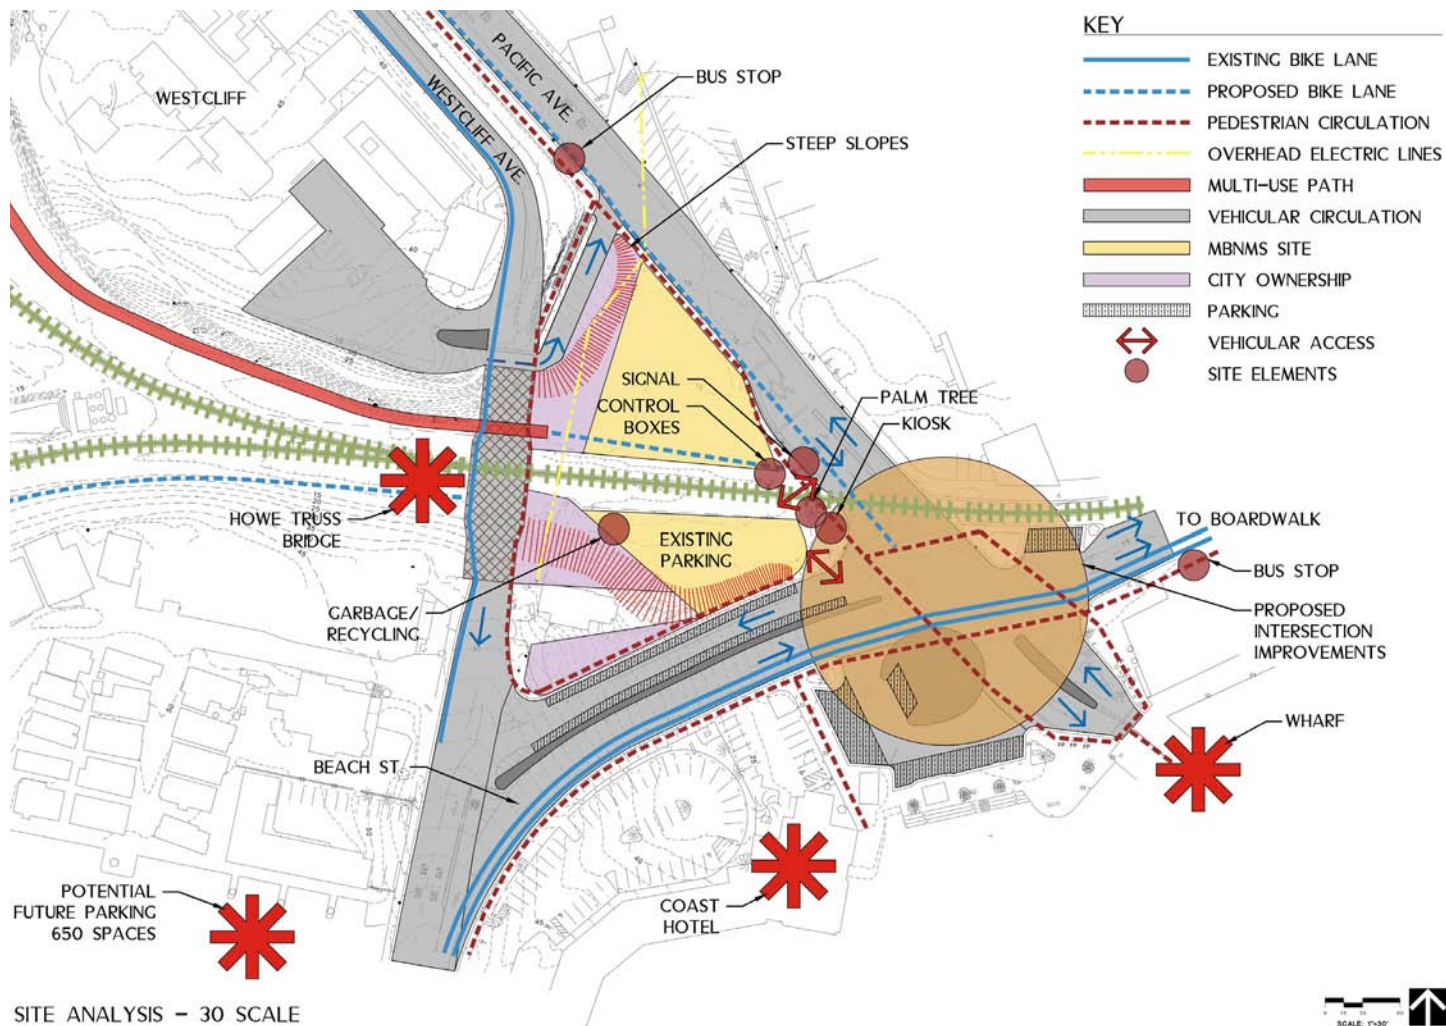 KEY
EXISTING BIKE LANE
PROPOSED BIKE LANE
PEDESTRIAN CIRCULATION
OVERHEAD ELECTRIC LINES
MULTI-USE PATH
VEHICULAR CIRCULATION
MBNMS SITE
CITY OWNERSHIP
PARKING
VEHICULAR ACCESS
SITE ELEMENTS
PACIFIC AVE.
WESTCLIFF AVE.
WESTCLIFF
BUS STOP
STEEP SLOPES
SIGNAL
CONTROL
BOXES
PALM TREE
KIOSK
HOWE TRUSS
BRIDGE
EXISTING
PARKING
GARBAGE/
RECYCLING
TO BOARDWALK
BUS STOP
PROPOSED
INTERSECTION
IMPROVEMENTS
WHARF
BEACH ST.
COAST
HOTEL
POTENTIAL
FUTURE PARKING
650 SPACES
SITE ANALYSIS - 30 SCALE
SCALE: 1"=30'